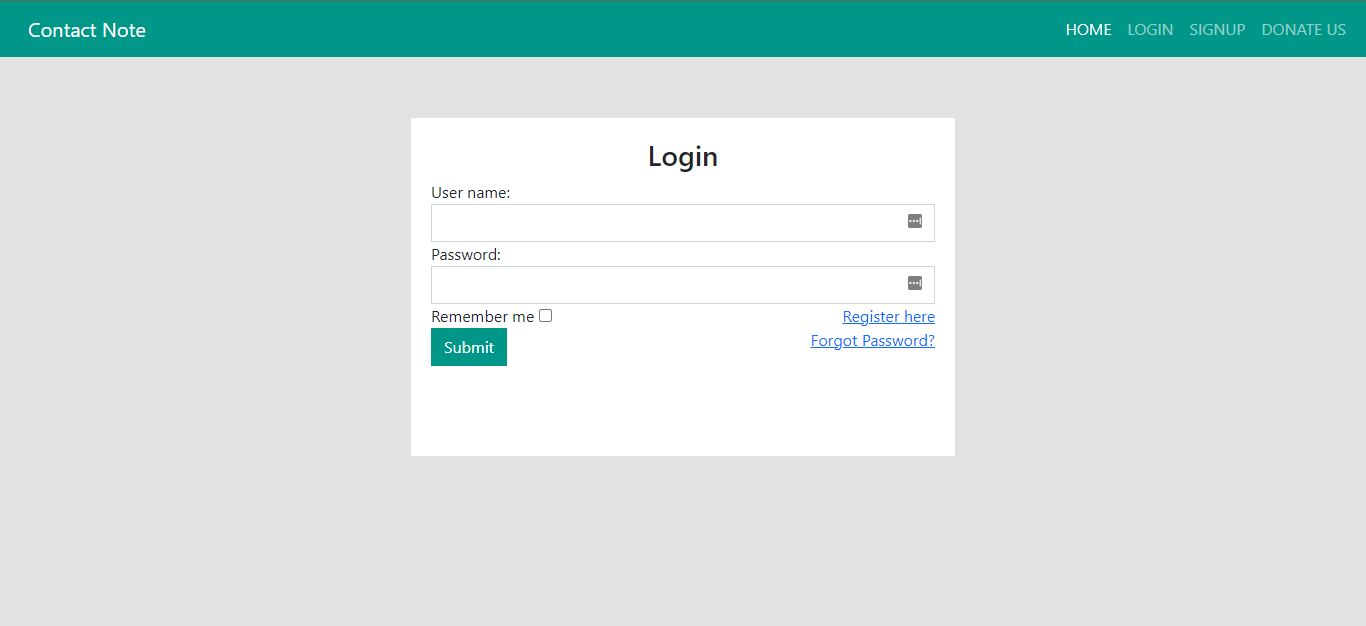 Contact Note HOME LOGIN SIGNUP DONATE US
Login
User name:
Password:
Remember me Register here
Submit Forgot Password?